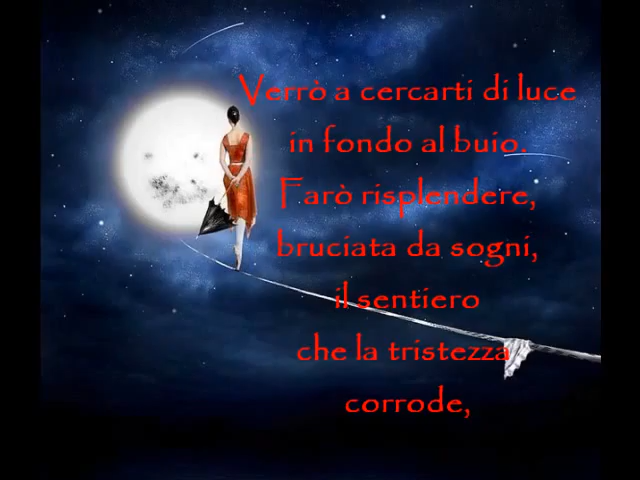 Verrò a cercarti di luce
in fondo al buio.
Farò risplendere,
bruciata da sogni,
il sentiero
che la tristezza
corrode,